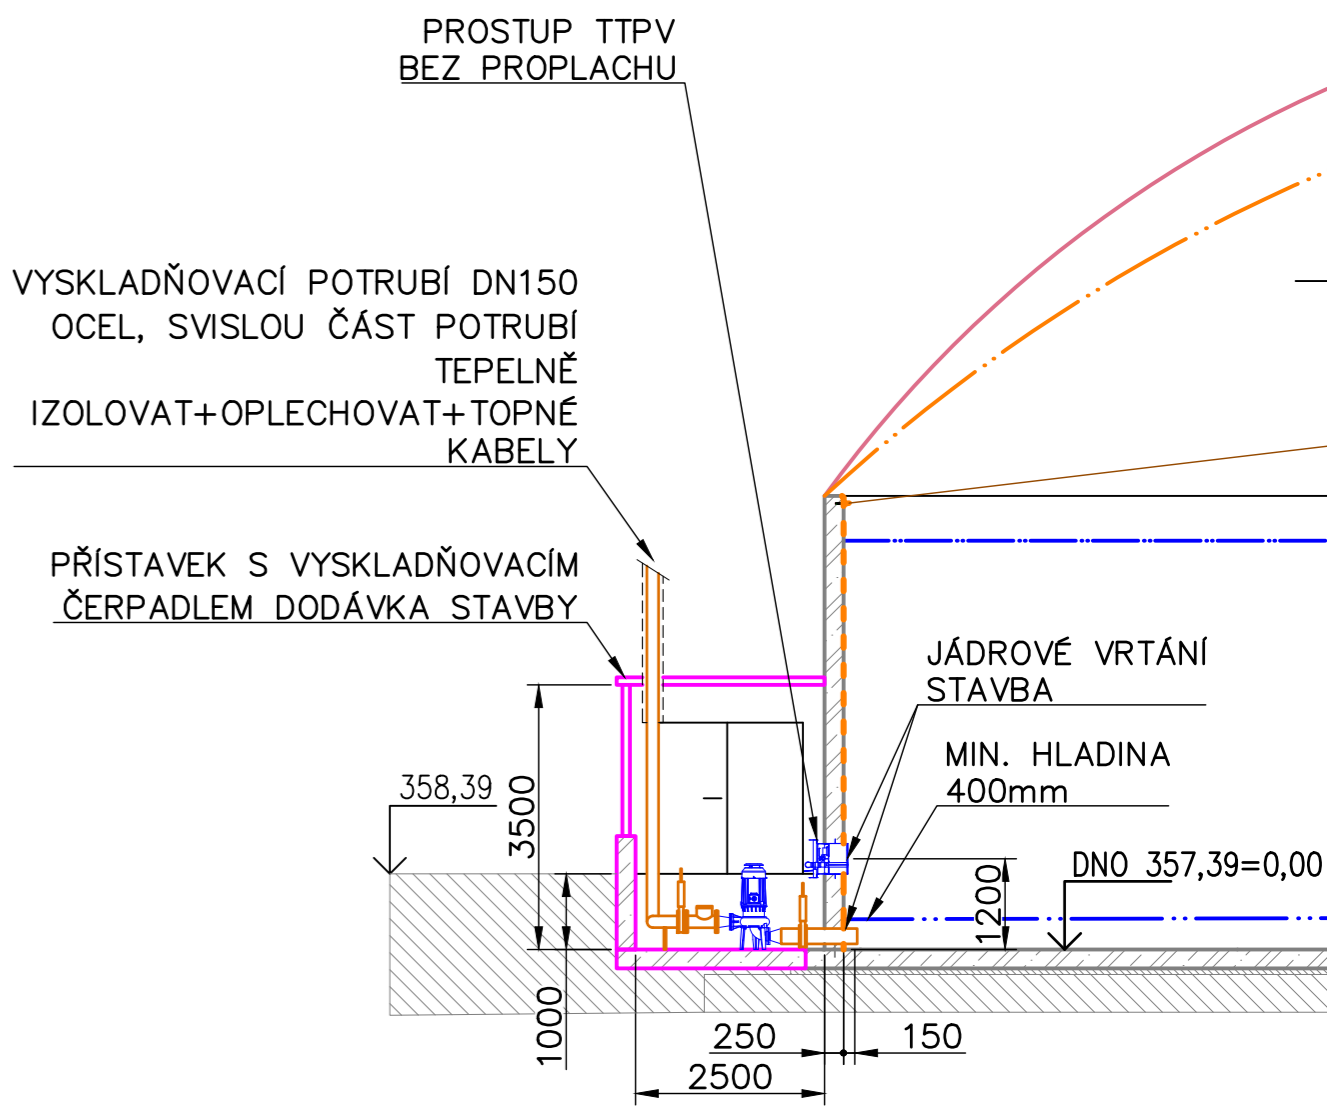 PROSTUP TTPV
BEZ PROPLACHU
VYSKLADŇOVACÍ POTRUBÍ DN150
OCEL, SVISLOU ČÁST POTRUBÍ
TEPELNĚ
IZOLOVAT+OPLECHOVAT+TOPNÉ
KABELY
PŘÍSTAVEK S VYSKLADŇOVACÍM
ČERPADLEM DODÁVKA STAVBY
JÁDROVÉ VRTÁNÍ
STAVBA
MIN. HLADINA
400mm
358,39
3500
DNO 357,39=0,00
1200
1000
250
150
2500